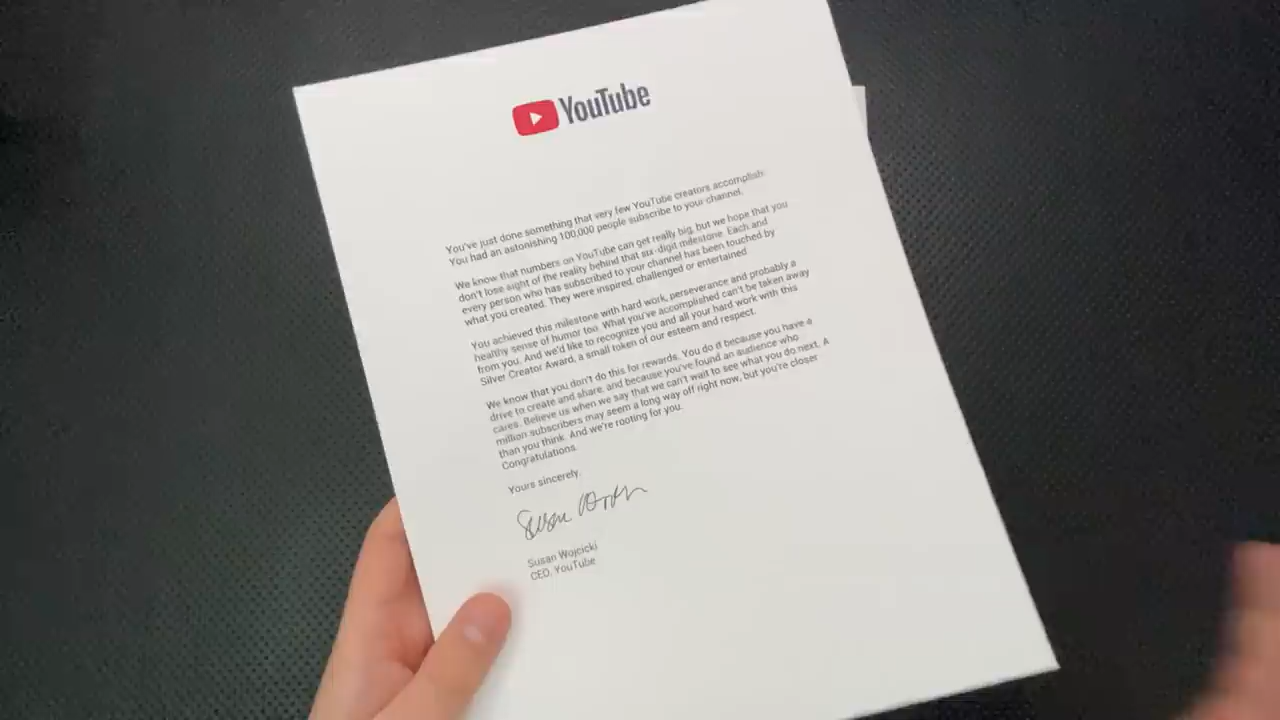 YouTube
You've just done something that very few YouTube creators accomplish:
You had an astonishing 100,000 people subscribe to your channel.
We know that numbers on YouTube can get really big, but we hope that you
don't lose sight of the reality behind that six-digit milestone. Each and
every person who has subscribed to your channel has been touched by
what you created. They were inspired, challenged or entertained.
You achieved this milestone with hard work, perseverance and probably a
healthy sense of humor too. What you've accomplished can't be taken away
from you. And we'd like to recognize you and all your hard work with this
Silver Creator Award, a small token of our esteem and respect.
We know that you don't do this for rewards. You do it because you have a
drive to create and share, and because you've found an audience who
cares. Believe us when we say that we can't wait to see what you do next. A
million subscribers may seem a long way off right now, but you're closer
than you think. And we're rooting for you.
Congratulations.
Yours sincerely,
Susan Wojcicki
CEO, YouTube